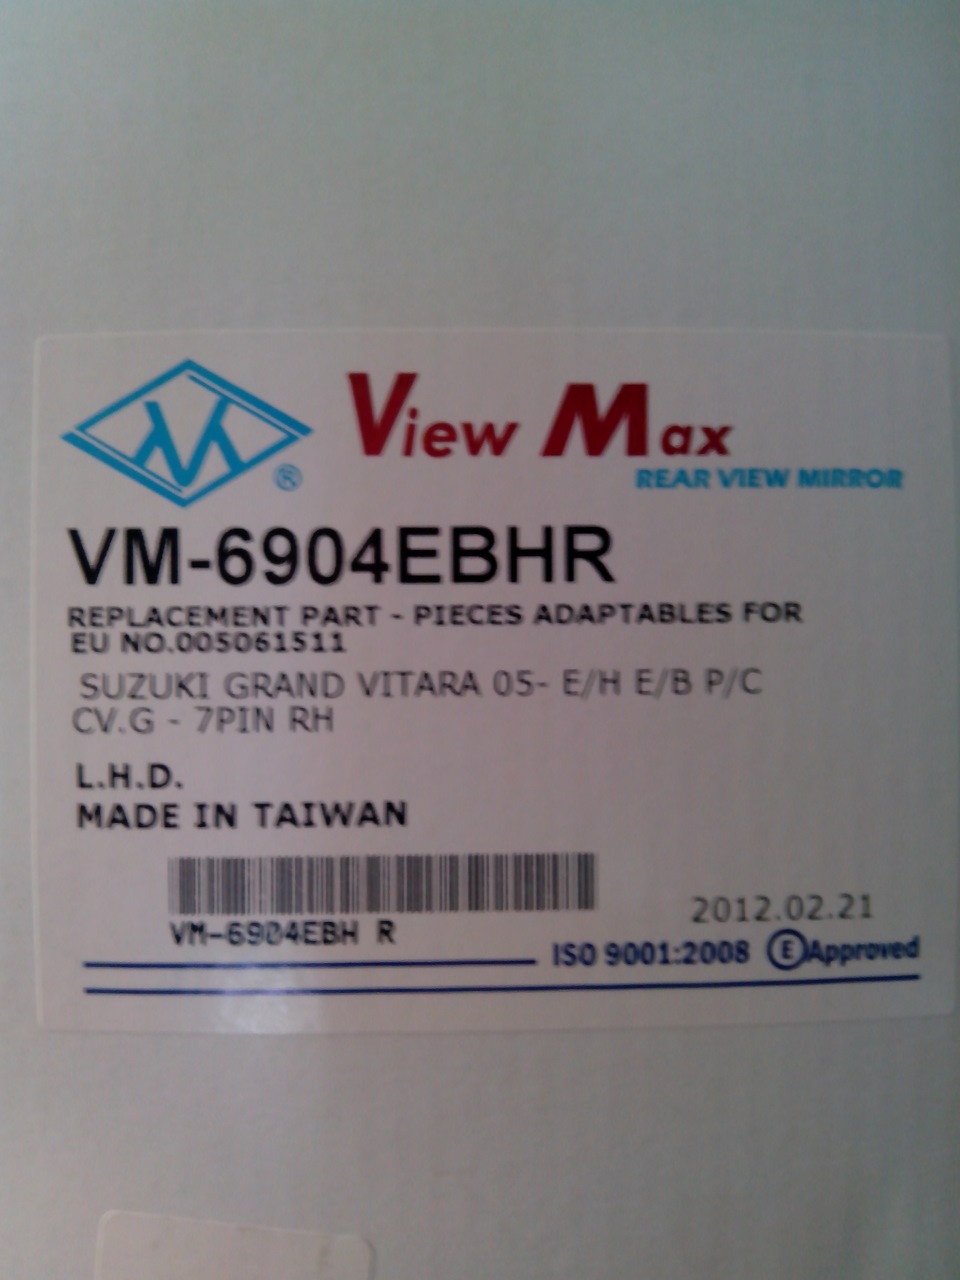 VM
®
View Max
REAR VIEW MIRROR
VM-6904EBHR
REPLACEMENT PART - PIECES ADAPTABLES FOR
EU NO.005061511
SUZUKI GRAND VITARA 05- E/H E/B P/C
CV.G - 7PIN RH
L.H.D.
MADE IN TAIWAN
VM-6904EBH R
2012.02.21
ISO 9001:2008 E Approved